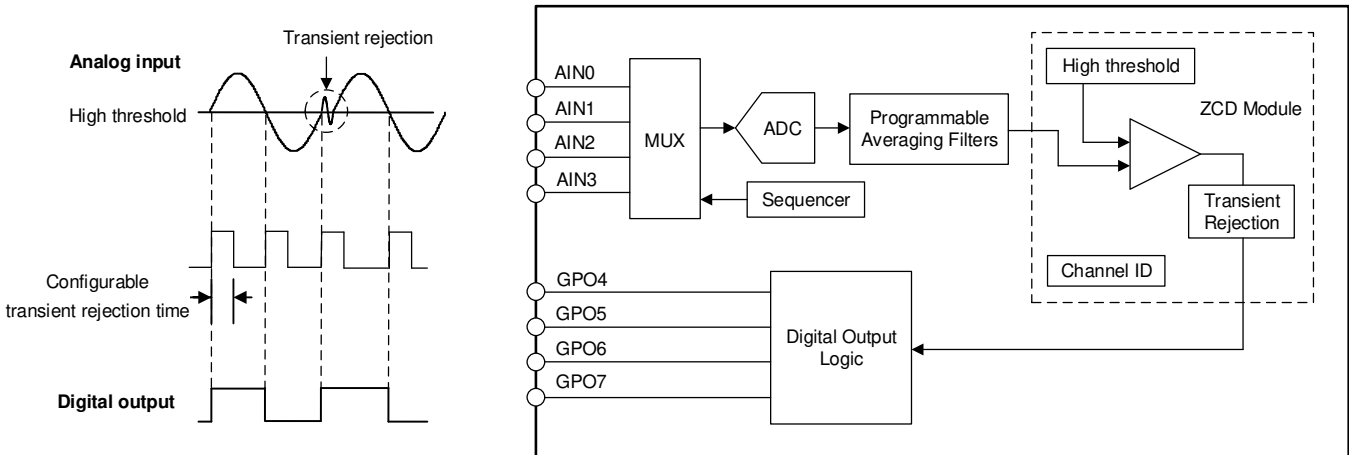 Transient rejection
Analog input
High threshold
Configurable
transient rejection time
Digital output
AIN0
AIN1
AIN2
AIN3
MUX
ADC
Programmable
Averaging Filters
Sequencer
High threshold
ZCD Module
Transient
Rejection
Channel ID
GPO4
GPO5
GPO6
GPO7
Digital Output
Logic